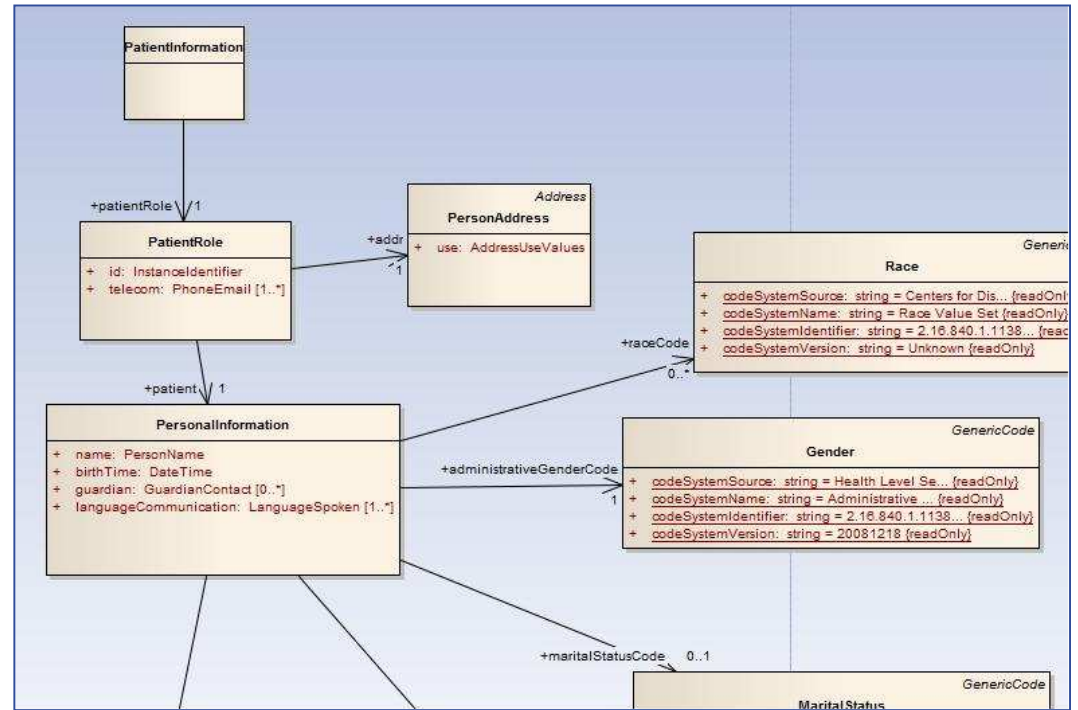 PatientInformation
+patientRole 1
PatientRole
+ id: InstanceIdentifier
+ telecom: PhoneEmail [1..*]
+addr
1
Address
PersonAddress
+ use: AddressUseValues
Generic
Race
+ codeSystemSource: string = Centers for Dis... {readOnly
+ codeSystemName: string = Race Value Set {readOnly}
+ codeSystemIdentifier: string = 2.16.840.1.1138... {read
+ codeSystemVersion: string = Unknown {readOnly}
+raceCode
0..*
+patient 1
PersonalInformation
+ name: PersonName
+ birthTime: DateTime
+ guardian: GuardianContact [0..*]
+ languageCommunication: LanguageSpoken [1..*]
+administrativeGenderCode
1
GenericCode
Gender
+ codeSystemSource: string = Health Level Se... {readOnly}
+ codeSystemName: string = Administrative ... {readOnly}
+ codeSystemIdentifier: string = 2.16.840.1.1138... {readOnly}
+ codeSystemVersion: string = 20081218 {readOnly}
+maritalStatusCode 0..1
GenericCode
MaritalStatus